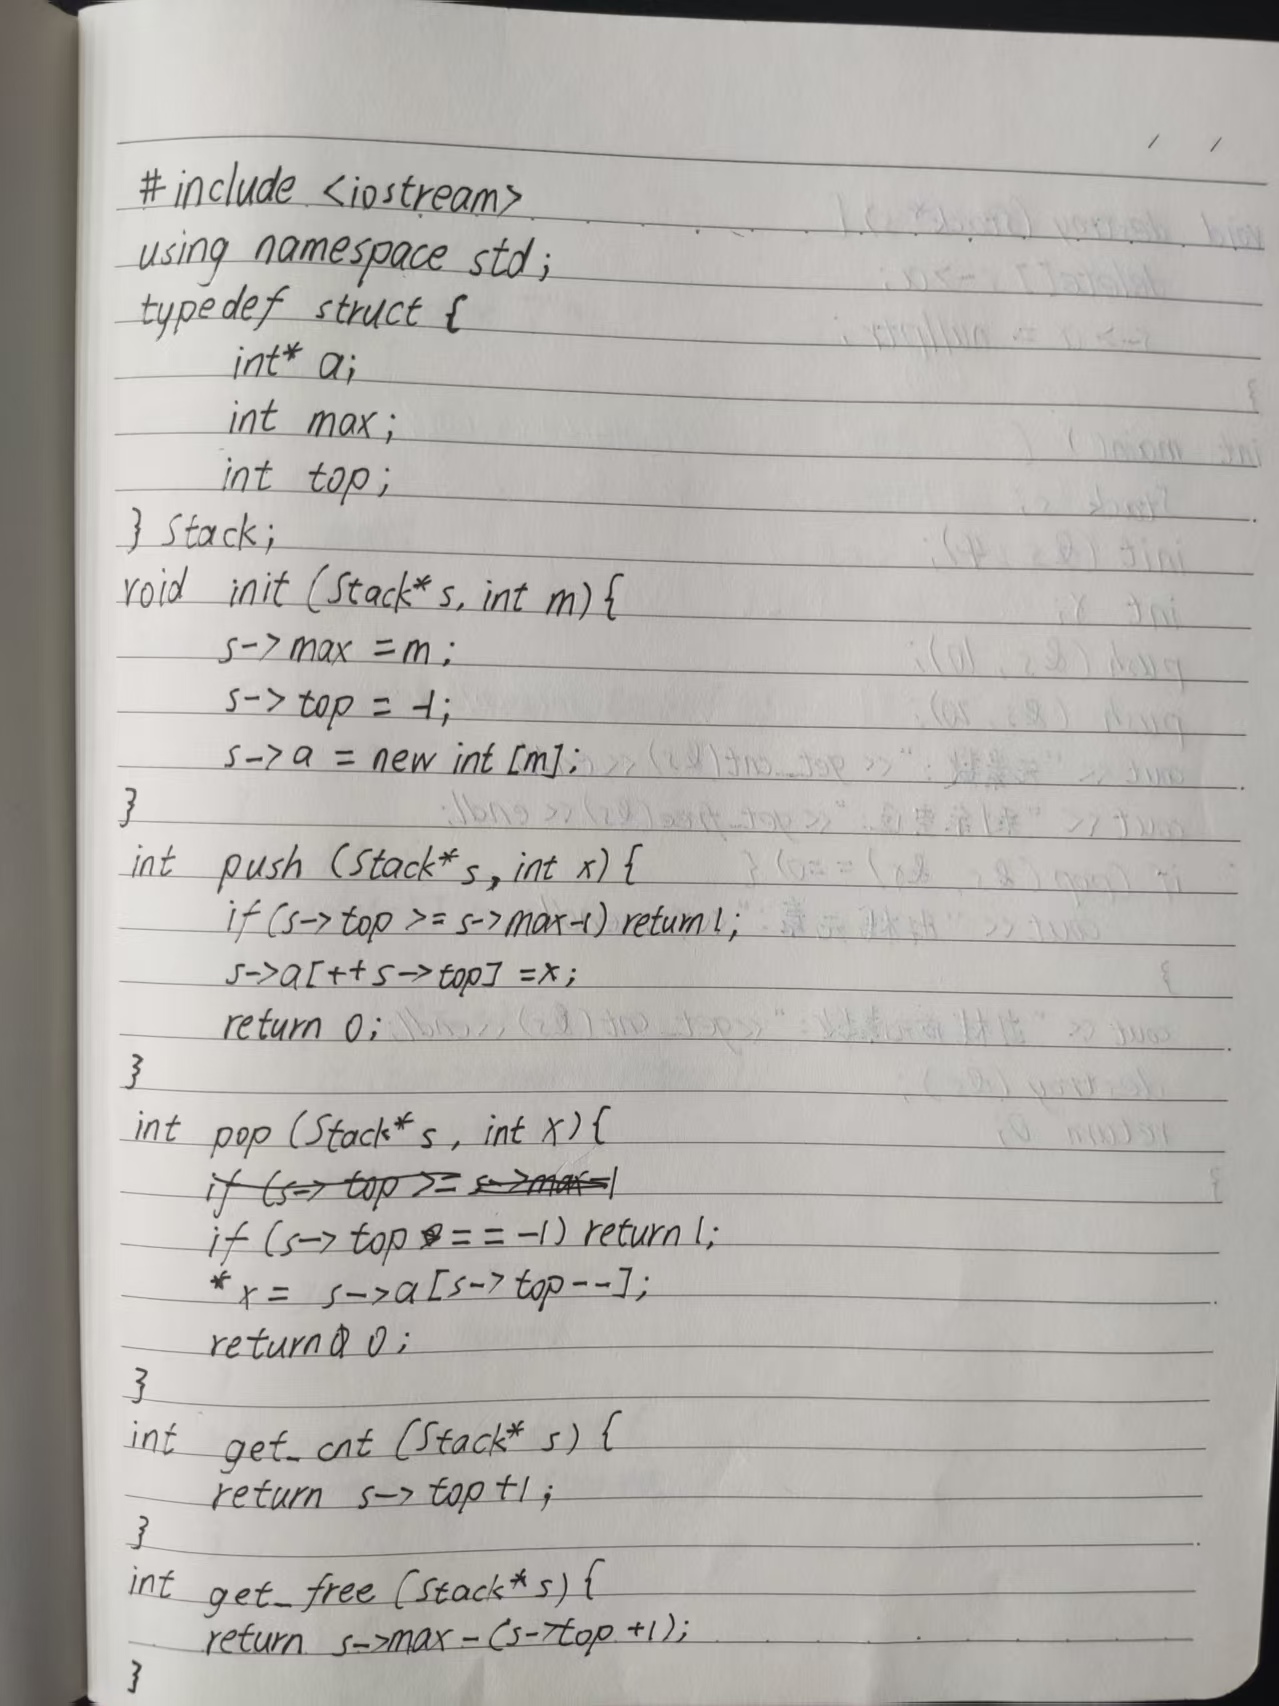 #include <iostream>
using namespace std;
typedef struct {
int* a;
int max;
int top;
} Stack;
void init (Stack* s, int m){
s->max =m;
s->top = -1;
s->a = new int [m];
}
int push (Stack* s, int x){
if(s->top >= s->max-1) return 1;
s->a[++s->top] =x;
return 0;
}
int pop (Stack* s, int x){
if (s->top >= s->max-1
if (s->top == -1) return 1;
*x = s->a[s->top--];
return 0;
}
int get_cnt (Stack* s) {
return s->top+1;
}
int get_free (Stack* s){
return s->max-(s->top+1);
}